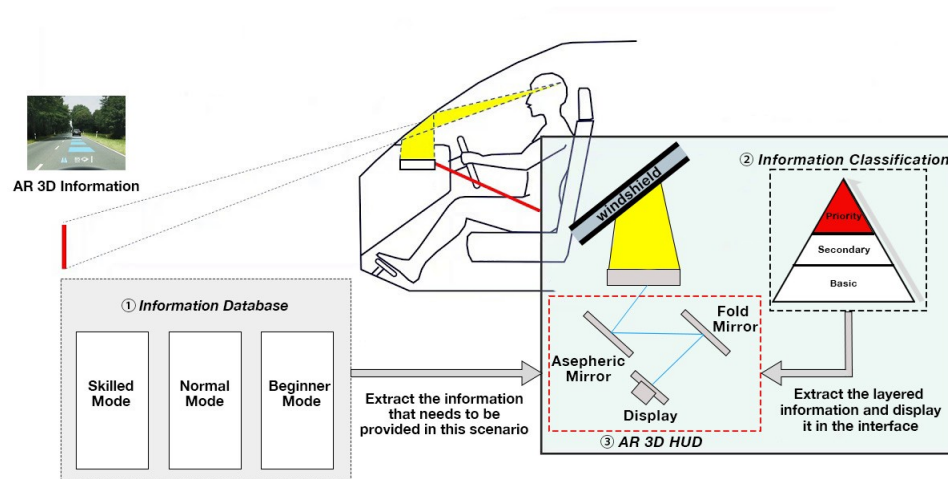 AR 3D Information
① Information Database
Skilled
Mode
Normal
Mode
Beginner
Mode
Extract the information
that needs to be
provided in this scenario
windshield
Asepheric
Mirror
Fold
Mirror
Display
③ AR 3D HUD
② Information Classification
Priority
Secondary
Basic
Extract the layered
information and display
it in the interface